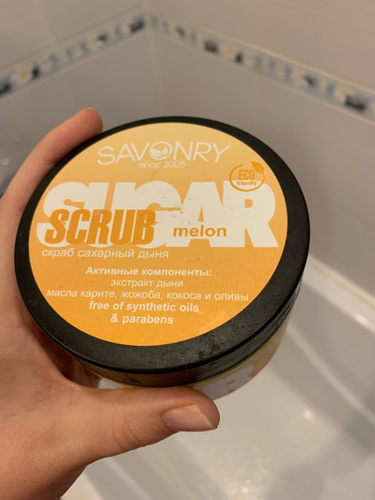 SAVONRY
since 2005
ECO
friendly
SUGAR
SCRUB melon
скраб сахарный дыня
Активные компоненты:
экстракт дыни
масла карите, жожоба, кокоса и оливы
free of synthetic oils
& parabens